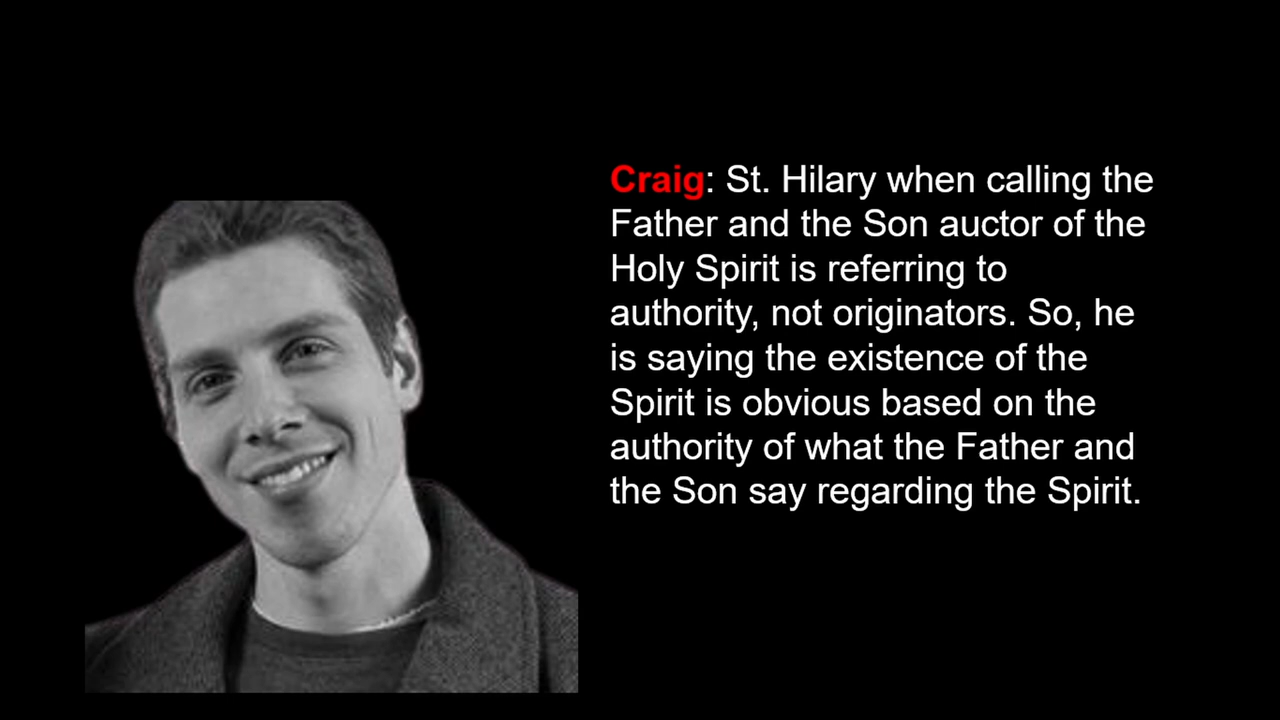 Craig: St. Hilary when calling the
Father and the Son auctor of the
Holy Spirit is referring to
authority, not originators. So, he
is saying the existence of the
Spirit is obvious based on the
authority of what the Father and
the Son say regarding the Spirit.